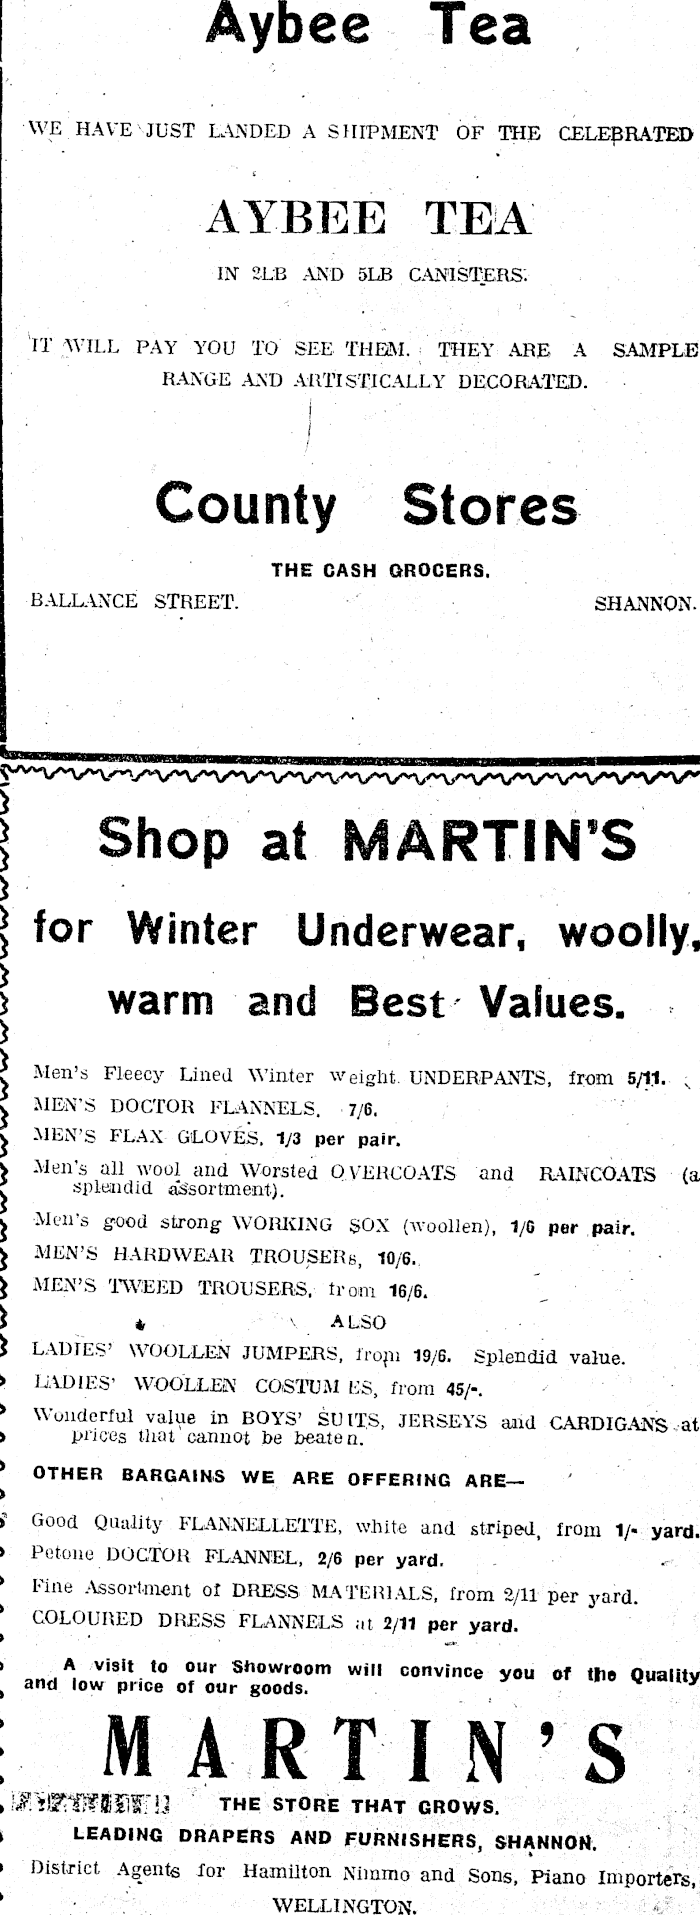 Aybee Tea
WE HAVE JUST LANDED A SHIPMENT OF THE CELEBRATED
AYBEE TEA
IN 2LB AND 5LB CANISTERS.
IT WILL PAY YOU TO SEE THEM. THEY ARE A SAMPLE
RANGE AND ARTISTICALLY DECORATED.
County Stores
THE CASH GROCERS.
BALLANCE STREET. SHANNON.
Shop at MARTIN'S
for Winter Underwear, woolly,
warm and Best Values.
Men's Fleecy Lined Winter weight UNDERPANTS, from 5/11.
MEN'S DOCTOR FLANNELS, 7/6.
MEN'S FLAX GLOVES, 1/3 per pair.
Men's all wool and Worsted OVERCOATS and RAINCOATS (a
splendid assortment).
Men's good strong WORKING SOX (woollen), 1/6 per pair.
MEN'S HARDWEAR TROUSERs, 10/6.
MEN'S TWEED TROUSERS, from 16/6.
ALSO
LADIES' WOOLLEN JUMPERS, from 19/6. Splendid value.
LADIES' WOOLLEN COSTUMES, from 45/-.
Wonderful value in BOYS' SUITS, JERSEYS and CARDIGANS at
prices that cannot be beaten.
OTHER BARGAINS WE ARE OFFERING ARE—
Good Quality FLANNELLETTE, white and striped, from 1/- yard.
Petone DOCTOR FLANNEL, 2/6 per yard.
Fine Assortment of DRESS MATERIALS, from 2/11 per yard.
COLOURED DRESS FLANNELS at 2/11 per yard.
A visit to our Showroom will convince you of the Quality
and low price of our goods.
MARTIN'S
THE STORE THAT GROWS.
LEADING DRAPERS AND FURNISHERS, SHANNON.
District Agents for Hamilton Nimmo and Sons, Piano Importers,
WELLINGTON.